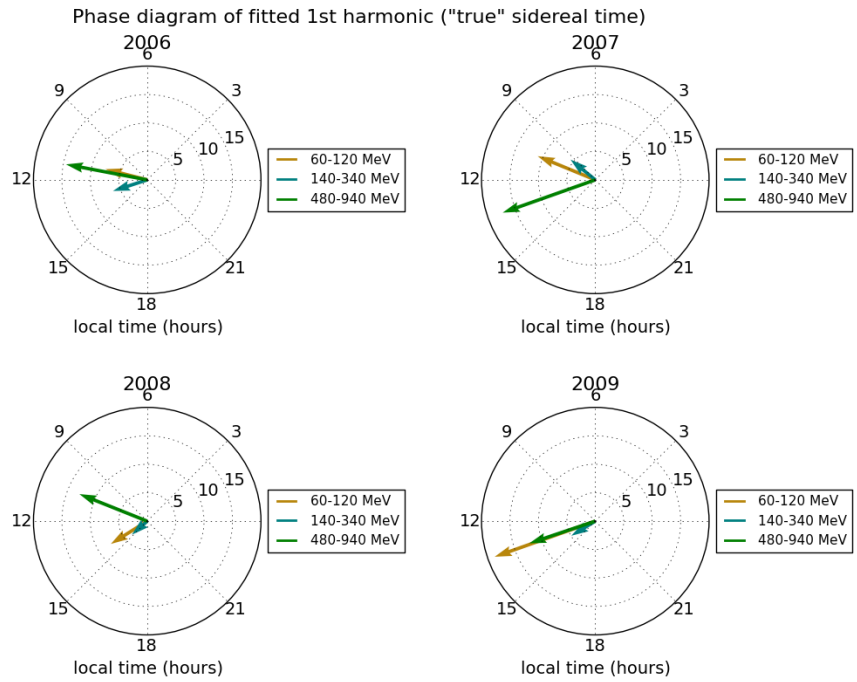 Phase diagram of fitted 1st harmonic ("true" sidereal time)
2006
6
9
3
15
10
5
12
15
21
18
local time (hours)
60-120 MeV
140-340 MeV
480-940 MeV
2007
6
9
3
15
10
5
12
15
21
18
local time (hours)
60-120 MeV
140-340 MeV
480-940 MeV
2008
6
9
3
15
10
5
12
15
21
18
local time (hours)
60-120 MeV
140-340 MeV
480-940 MeV
2009
6
9
3
15
10
5
12
15
21
18
local time (hours)
60-120 MeV
140-340 MeV
480-940 MeV